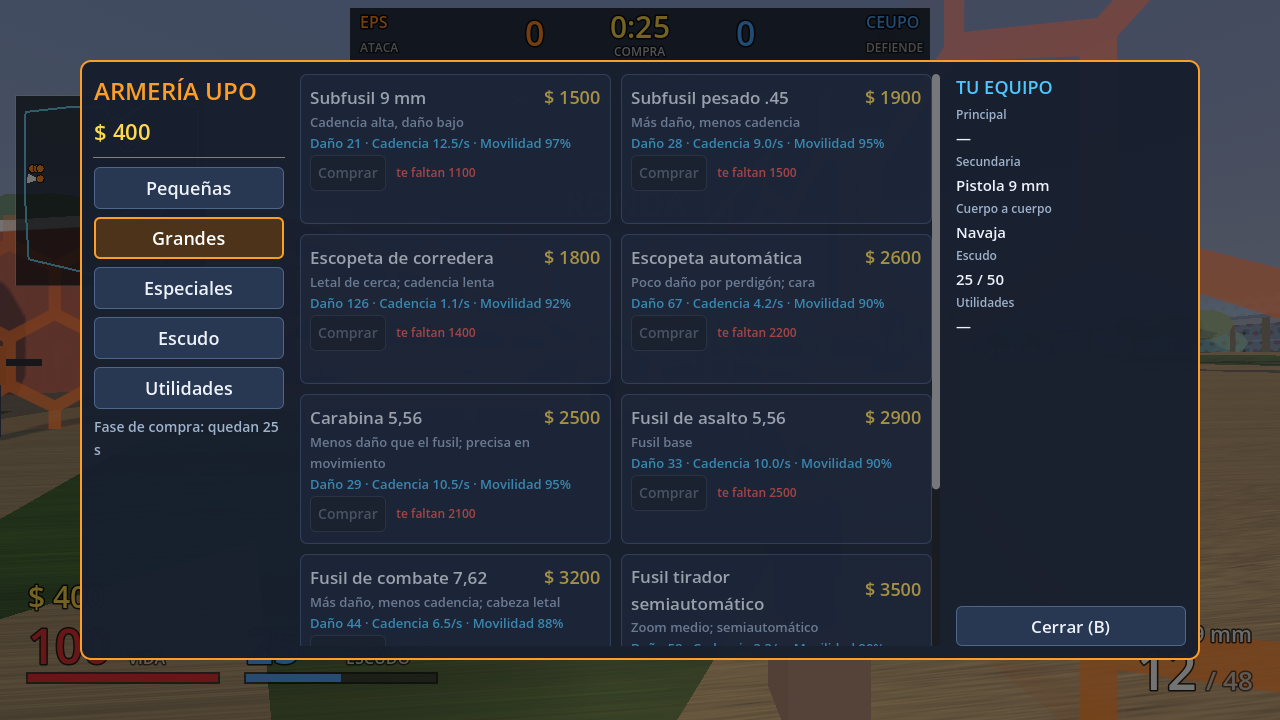 EPS
0
0:25
0
CEUPO
ATACA
COMPRA
DEFIENDE
ARMERÍA UPO
$ 400
Pequeñas
Grandes
Especiales
Escudo
Utilidades
Fase de compra: quedan 25
s
Subfusil 9 mm
$ 1500
Cadencia alta, daño bajo
Daño 21 · Cadencia 12.5/s · Movilidad 97%
Comprar
te faltan 1100
Subfusil pesado .45
$ 1900
Más daño, menos cadencia
Daño 28 · Cadencia 9.0/s · Movilidad 95%
Comprar
te faltan 1500
Escopeta de corredera
$ 1800
Letal de cerca; cadencia lenta
Daño 126 · Cadencia 1.1/s · Movilidad 92%
Comprar
te faltan 1400
Escopeta automática
$ 2600
Poco daño por perdigón; cara
Daño 67 · Cadencia 4.2/s · Movilidad 90%
Comprar
te faltan 2200
Carabina 5,56
$ 2500
Menos daño que el fusil; precisa en
movimiento
Daño 29 · Cadencia 10.5/s · Movilidad 95%
Comprar
te faltan 2100
Fusil de asalto 5,56
$ 2900
Fusil base
Daño 33 · Cadencia 10.0/s · Movilidad 90%
Comprar
te faltan 2500
Fusil de combate 7,62
$ 3200
Más daño, menos cadencia; cabeza letal
Daño 44 · Cadencia 6.5/s · Movilidad 88%
Fusil tirador
semiautomático
$ 3500
Zoom medio; semiautomático
TU EQUIPO
Principal
—
Secundaria
Pistola 9 mm
Cuerpo a cuerpo
Navaja
Escudo
25 / 50
Utilidades
—
Cerrar (B)
$ 40
100
VIDA
25
ESCUDO
9 mm
12 / 48